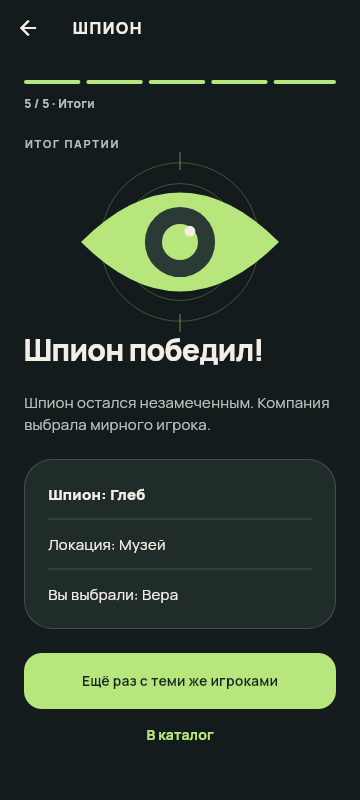 ШПИОН
5 / 5 · Итоги
ИТОГ ПАРТИИ
Шпион победил!
Шпион остался незамеченным. Компания
выбрала мирного игрока.
Шпион: Глеб
Локация: Музей
Вы выбрали: Вера
Ещё раз с теми же игроками
В каталог